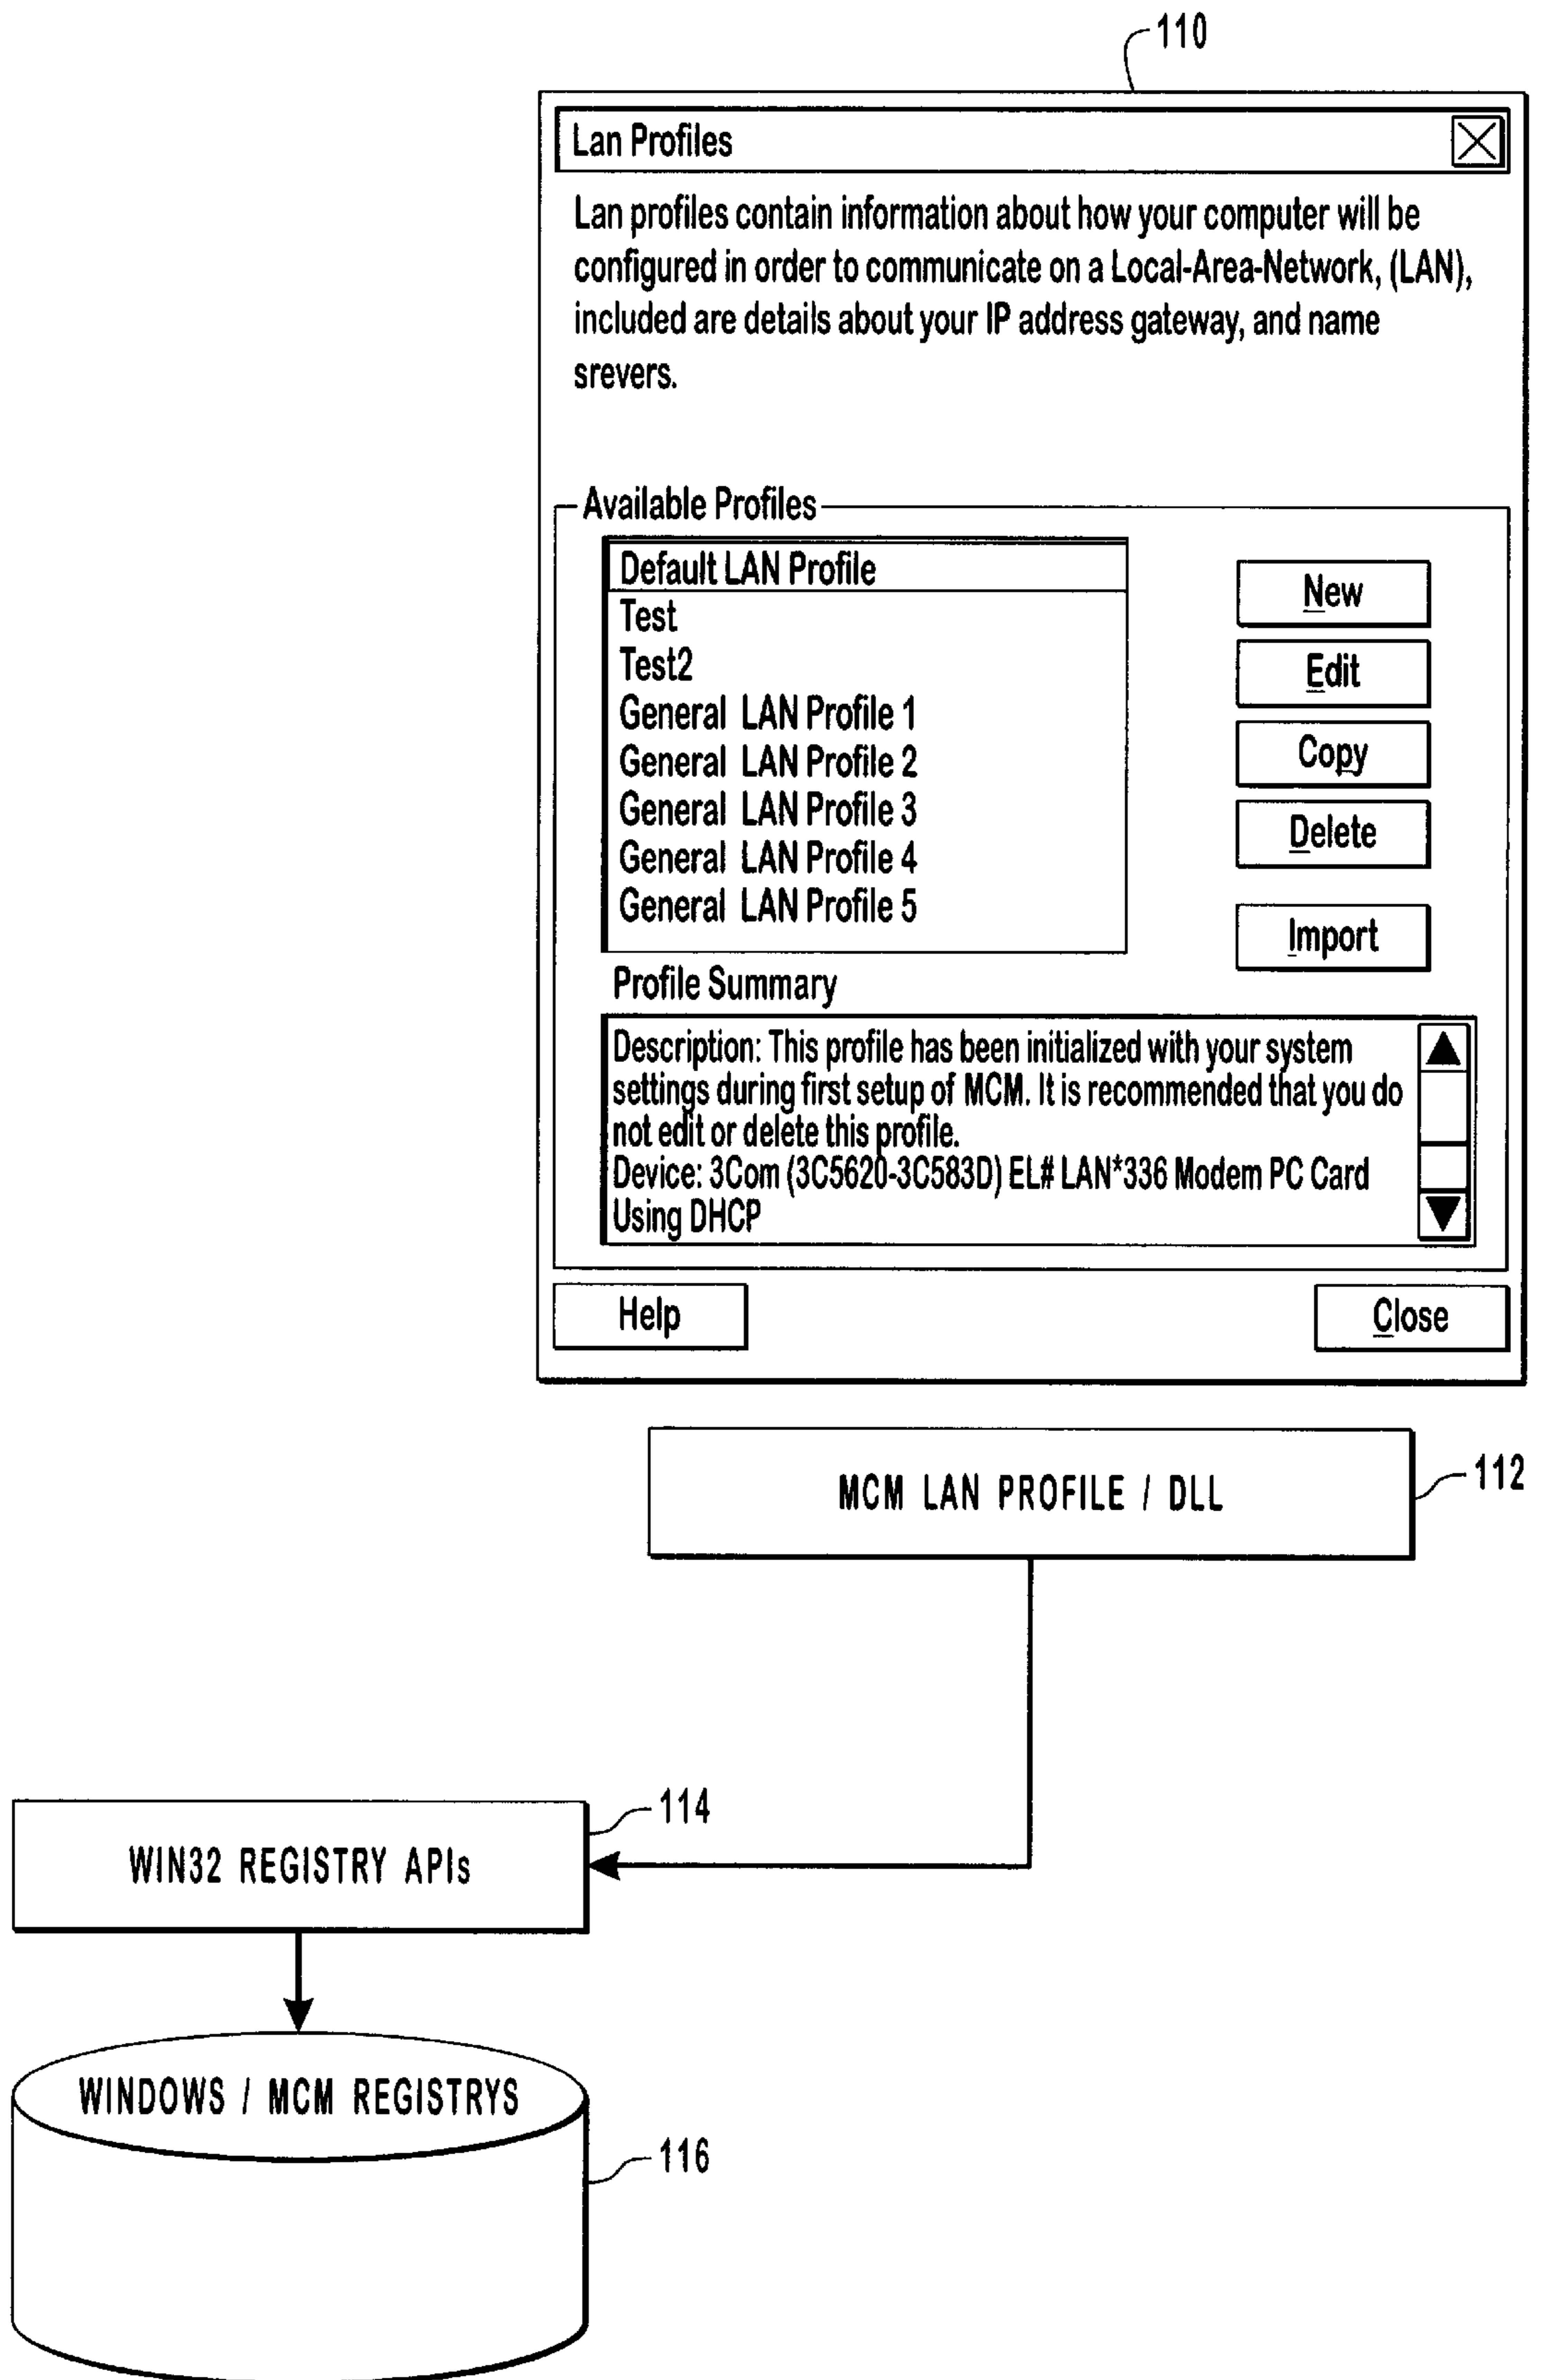 110
Lan Profiles
Lan profiles contain information about how your computer will be
configured in order to communicate on a Local-Area-Network, (LAN),
included are details about your IP address gateway, and name
srevers.
Available Profiles
Default LAN Profile
Test
Test2
General LAN Profile 1
General LAN Profile 2
General LAN Profile 3
General LAN Profile 4
General LAN Profile 5
New
Edit
Copy
Delete
Import
Profile Summary
Description: This profile has been initialized with your system
settings during first setup of MCM. It is recommended that you do
not edit or delete this profile.
Device: 3Com (3C5620-3C583D) EL# LAN*336 Modem PC Card
Using DHCP
Help
Close
MCM LAN PROFILE / DLL
112
114
WIN32 REGISTRY APIs
WINDOWS / MCM REGISTRYS
116